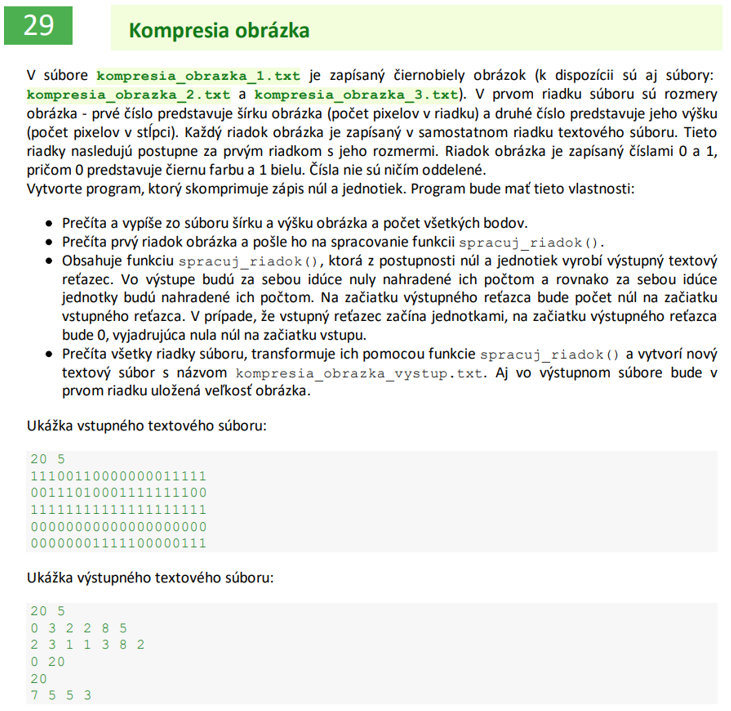 29
Kompresia obrázka
V súbore kompresia_obrazka_1.txt je zapísaný čiernobiely obrázok (k dispozícii sú aj súbory:
kompresia_obrazka_2.txt a kompresia_obrazka_3.txt). V prvom riadku súboru sú rozmery
obrázka - prvé číslo predstavuje šírku obrázka (počet pixelov v riadku) a druhé číslo predstavuje jeho výšku
(počet pixelov v stĺpci). Každý riadok obrázka je zapísaný v samostatnom riadku textového súboru. Tieto
riadky nasledujú postupne za prvým riadkom s jeho rozmermi. Riadok obrázka je zapísaný číslami 0 a 1,
pričom 0 predstavuje čiernu farbu a 1 bielu. Čísla nie sú ničím oddelené.
Vytvorte program, ktorý skomprimuje zápis núl a jednotiek. Program bude mať tieto vlastnosti:
● Prečíta a vypíše zo súboru šírku a výšku obrázka a počet všetkých bodov.
● Prečíta prvý riadok obrázka a pošle ho na spracovanie funkcii spracuj_riadok().
● Obsahuje funkciu spracuj_riadok(), ktorá z postupnosti núl a jednotiek vyrobí výstupný textový
reťazec. Vo výstupe budú za sebou idúce nuly nahradené ich počtom a rovnako za sebou idúce
jednotky budú nahradené ich počtom. Na začiatku výstupného reťazca bude počet núl na začiatku
vstupného reťazca. V prípade, že vstupný reťazec začína jednotkami, na začiatku výstupného reťazca
bude 0, vyjadrujúca nula núl na začiatku vstupu.
● Prečíta všetky riadky súboru, transformuje ich pomocou funkcie spracuj_riadok() a vytvorí nový
textový súbor s názvom kompresia_obrazka_vystup.txt. Aj vo výstupnom súbore bude v
prvom riadku uložená veľkosť obrázka.
Ukážka vstupného textového súboru:
20 5
11100110000000011111
00111010001111111100
11111111111111111111
00000000000000000000
00000001111100000111
Ukážka výstupného textového súboru:
20 5
0 3 2 2 8 5
2 3 1 1 3 8 2
0 20
20
7 5 5 3